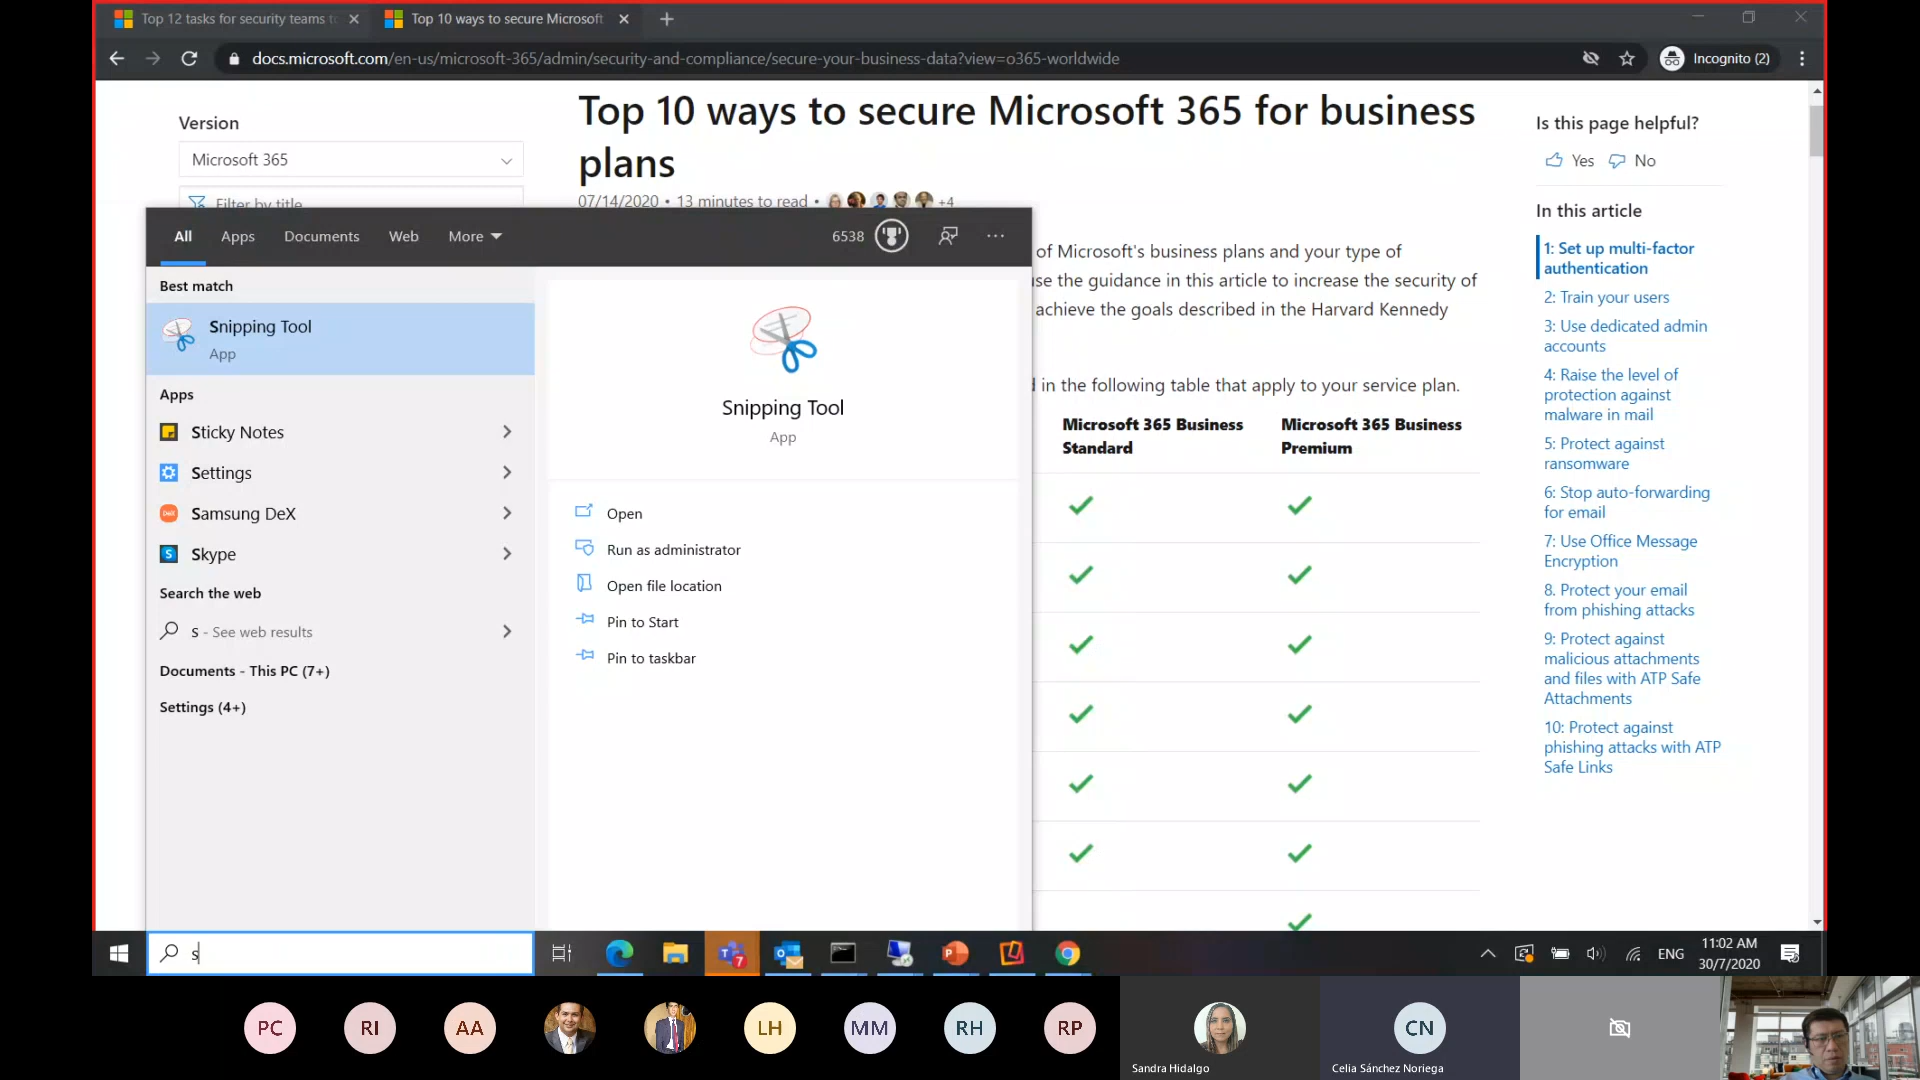 Top 12 tasks for security teams to
Top 10 ways to secure Microsoft
docs.microsoft.com/en-us/microsoft-365/admin/security-and-compliance/secure-your-business-data?view=o365-worldwide
Incognito (2)
Version
Microsoft 365
Filter by title
Top 10 ways to secure Microsoft 365 for business
plans
07/14/2020 • 13 minutes to read •
+4
of Microsoft's business plans and your type of
use the guidance in this article to increase the security of
achieve the goals described in the Harvard Kennedy
in the following table that apply to your service plan.
Microsoft 365 Business
Standard
Microsoft 365 Business
Premium
Is this page helpful?
Yes
No
In this article
1: Set up multi-factor
authentication
2: Train your users
3: Use dedicated admin
accounts
4: Raise the level of
protection against
malware in mail
5: Protect against
ransomware
6: Stop auto-forwarding
for email
7: Use Office Message
Encryption
8. Protect your email
from phishing attacks
9: Protect against
malicious attachments
and files with ATP Safe
Attachments
10: Protect against
phishing attacks with ATP
Safe Links
All
Apps
Documents
Web
More
6538
Best match
Snipping Tool
App
Apps
Sticky Notes
Settings
Samsung DeX
Skype
Search the web
s - See web results
Documents - This PC (7+)
Settings (4+)
Snipping Tool
App
Open
Run as administrator
Open file location
Pin to Start
Pin to taskbar
s
7
ENG
11:02 AM
30/7/2020
PC
RI
AA
LH
MM
RH
RP
Sandra Hidalgo
CN
Celia Sánchez Noriega